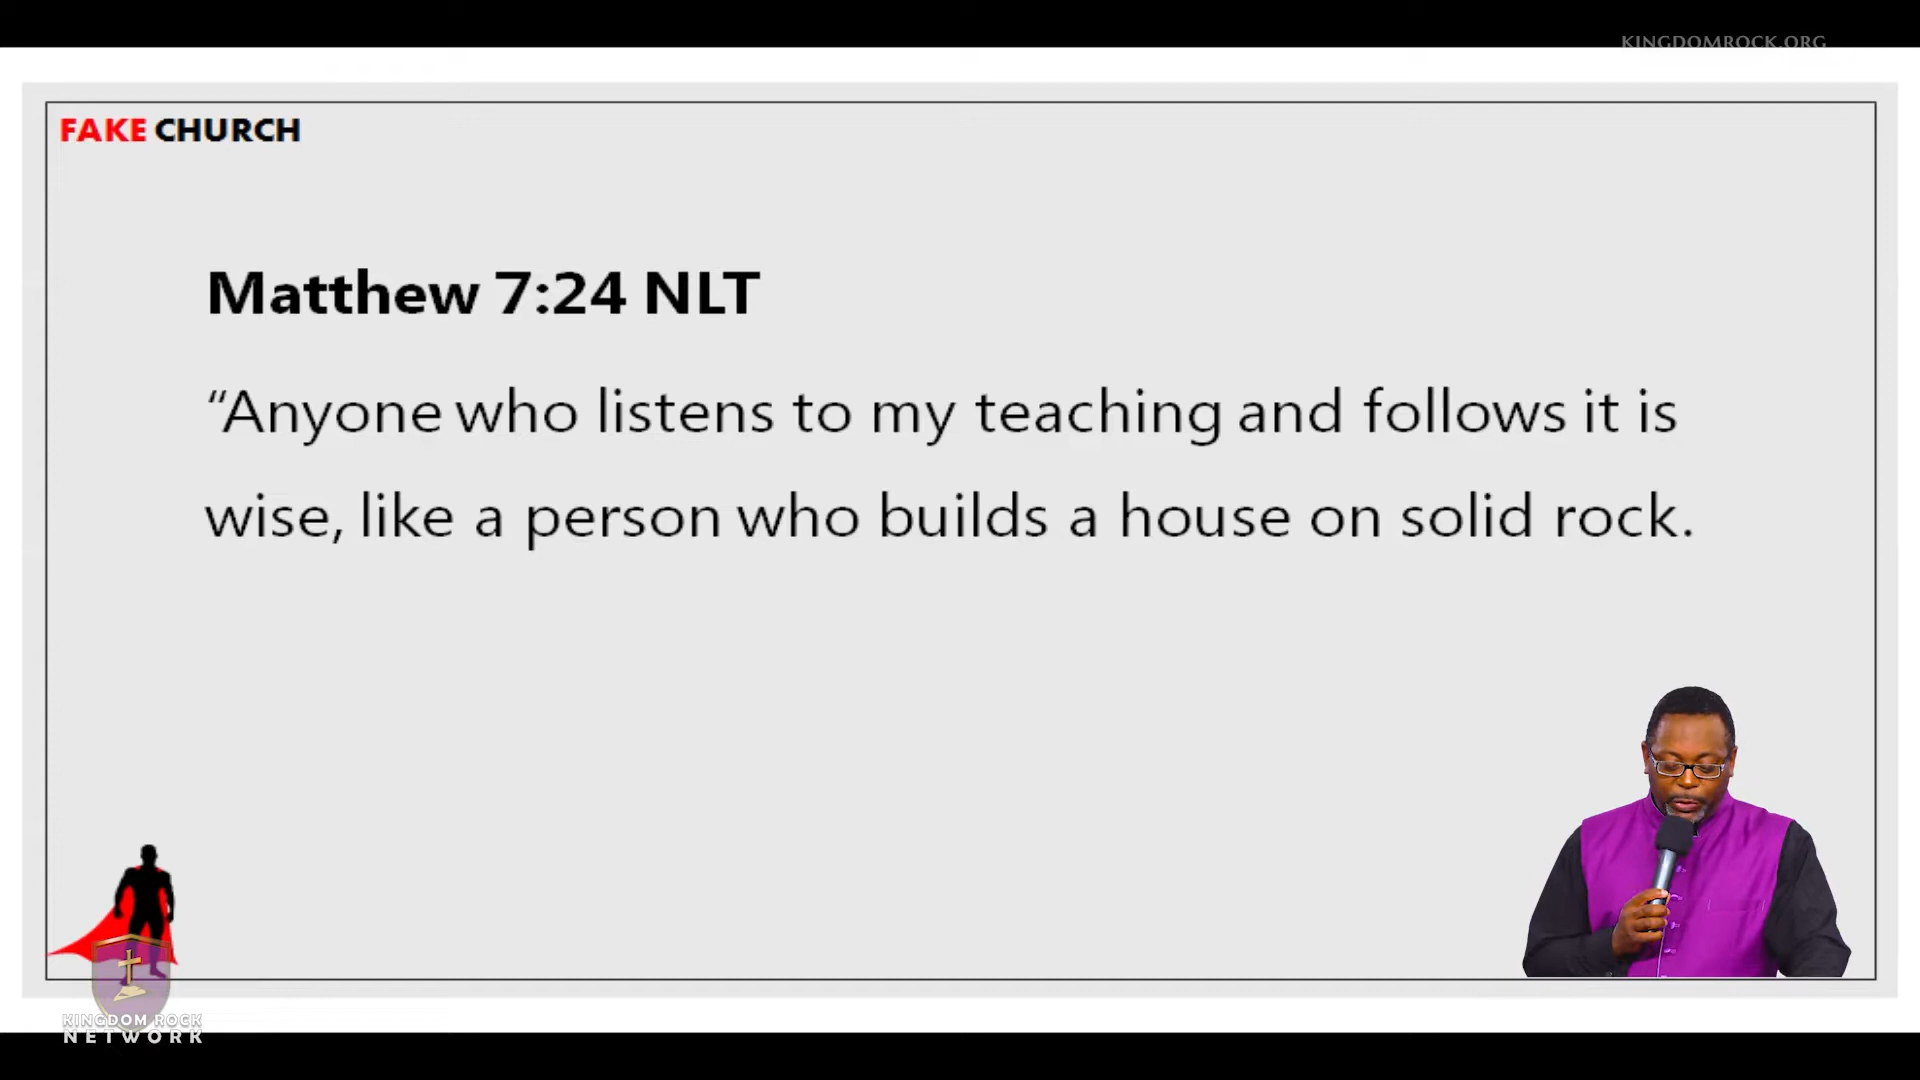 KINGDOMROCK.ORG
FAKE CHURCH
Matthew 7:24 NLT
“Anyone who listens to my teaching and follows it is
wise, like a person who builds a house on solid rock.
KINGDOM ROCK
NETWORK